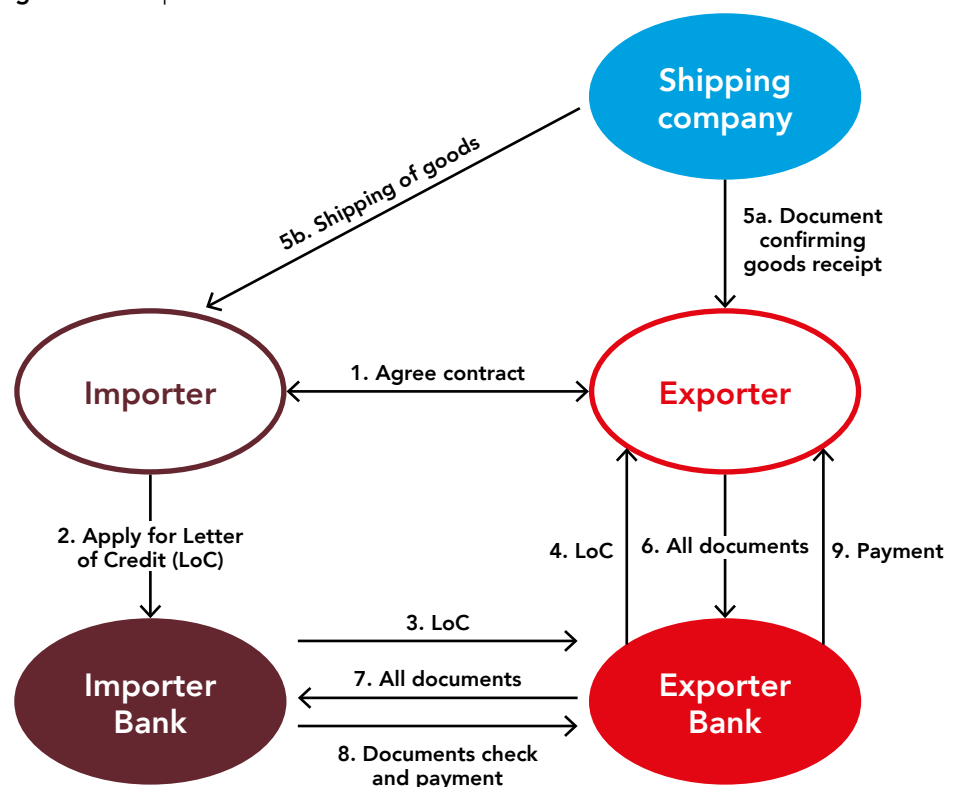 Shipping
company
5b. Shipping of goods
5a. Document
confirming
goods receipt
Importer
1. Agree contract
Exporter
2. Apply for Letter
of Credit (LoC)
4. LoC
6. All documents
9. Payment
3. LoC
Importer
Bank
7. All documents
Exporter
Bank
8. Documents check
and payment